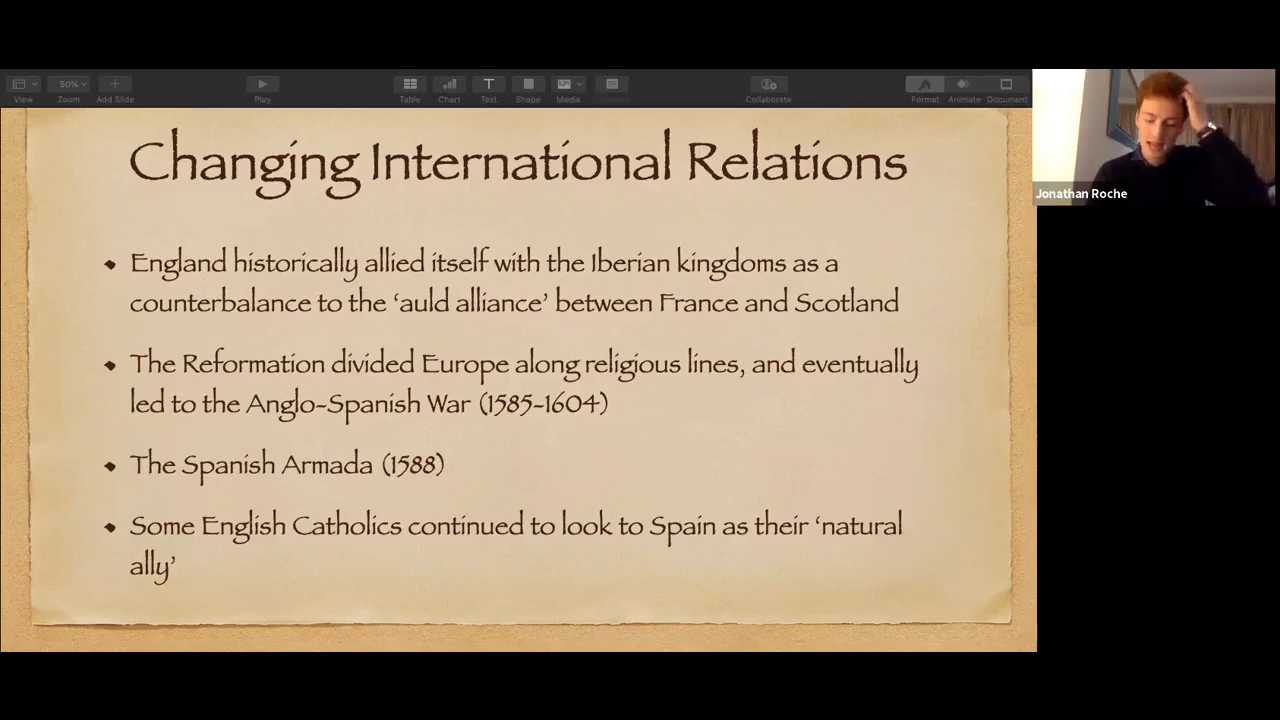 View
50%
Zoom
Add Slide
Play
Table
Chart
Text
Shape
Media
Collaborate
Format
Animate
Document
Jonathan Roche
Changing International Relations
England historically allied itself with the Iberian kingdoms as a
counterbalance to the ‘auld alliance’ between France and Scotland
The Reformation divided Europe along religious lines, and eventually
led to the Anglo-Spanish War (1585-1604)
The Spanish Armada (1588)
Some English Catholics continued to look to Spain as their ‘natural
ally’